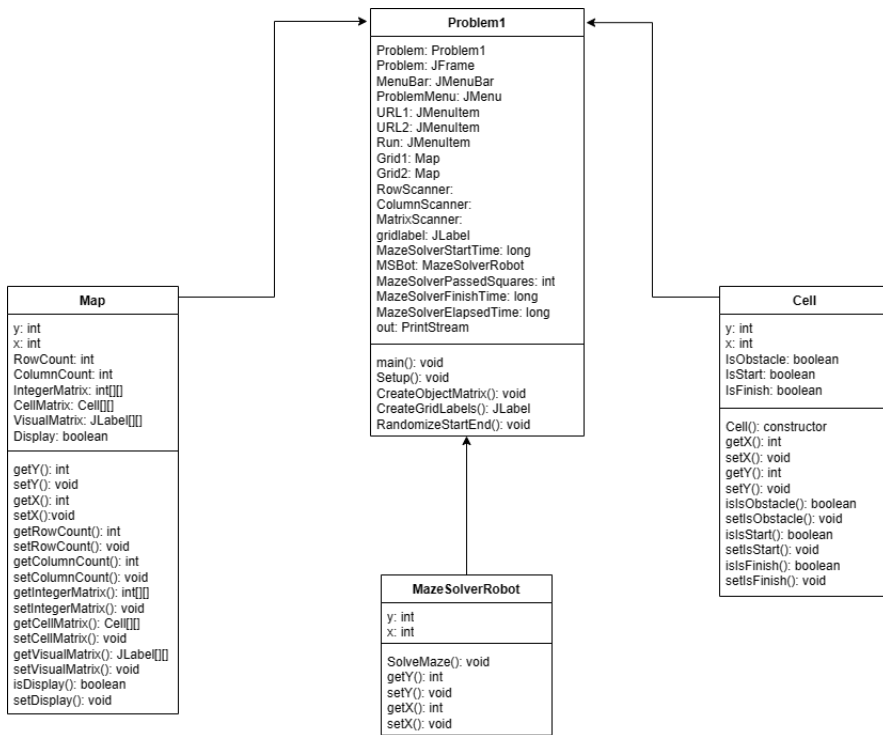 Problem1
Problem: Problem1
Problem: JFrame
MenuBar: JMenuBar
ProblemMenu: JMenu
URL1: JMenuItem
URL2: JMenuItem
Run: JMenuItem
Grid1: Map
Grid2: Map
RowScanner:
ColumnScanner:
MatrixScanner:
gridlabel: JLabel
MazeSolverStartTime: long
MSBot: MazeSolverRobot
MazeSolverPassedSquares: int
MazeSolverFinishTime: long
MazeSolverElapsedTime: long
out: PrintStream
main(): void
Setup(): void
CreateObjectMatrix(): void
CreateGridLabels(): JLabel
RandomizeStartEnd(): void
Map
y: int
x: int
RowCount: int
ColumnCount: int
IntegerMatrix: int[][]
CellMatrix: Cell[][]
VisualMatrix: JLabel[][]
Display: boolean
getY(): int
setY(): void
getX(): int
setX():void
getRowCount(): int
setRowCount(): void
getColumnCount(): int
setColumnCount(): void
getIntegerMatrix(): int[][]
setIntegerMatrix(): void
getCellMatrix(): Cell[][]
setCellMatrix(): void
getVisualMatrix(): JLabel[][]
setVisualMatrix(): void
isDisplay(): boolean
setDisplay(): void
MazeSolverRobot
y: int
x: int
SolveMaze(): void
getY(): int
setY(): void
getX(): int
setX(): void
Cell
y: int
x: int
IsObstacle: boolean
IsStart: boolean
IsFinish: boolean
Cell(): constructor
getX(): int
setX(): void
getY(): int
setY(): void
isIsObstacle(): boolean
setIsObstacle(): void
isIsStart(): boolean
setIsStart(): void
isIsFinish(): boolean
setIsFinish(): void